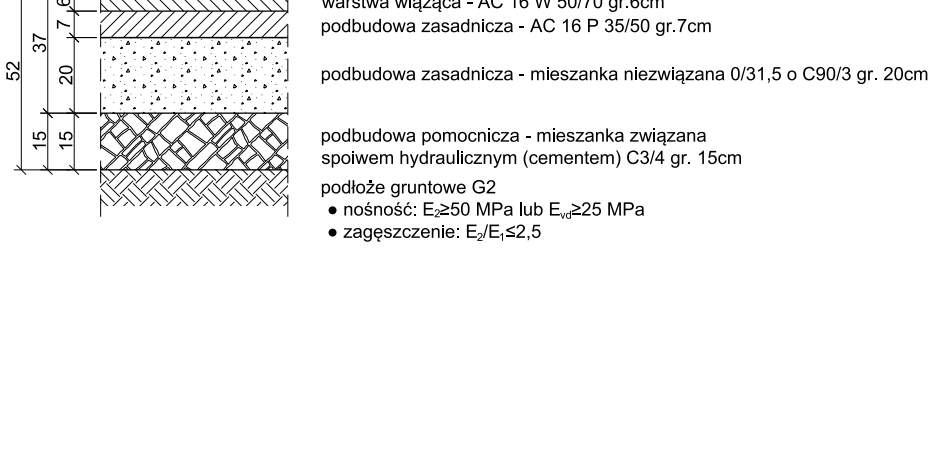 warstwa wiążąca - AC 16 W 50/70 gr.6cm
podbudowa zasadnicza - AC 16 P 35/50 gr.7cm
podbudowa zasadnicza - mieszanka niezwiązana 0/31,5 o C90/3 gr. 20cm
podbudowa pomocnicza - mieszanka związana
spoiwem hydraulicznym (cementem) C3/4 gr. 15cm
podłoże gruntowe G2
● nośność: E₂≥50 MPa lub Evd≥25 MPa
● zagęszczenie: E₂/E₁≤2,5
52
37
15
6
7
20
15